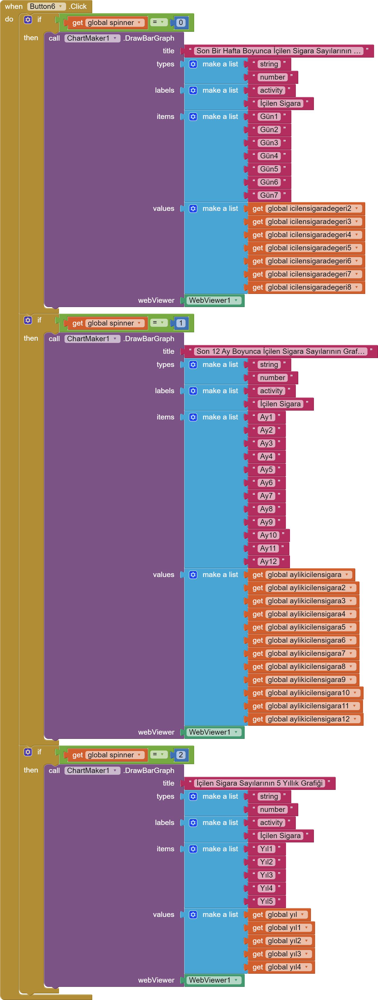 when Button6 .Click
do if get global spinner = 0
then call ChartMaker1 .DrawBarGraph
title “ Son Bir Hafta Boyunca İçilen Sigara Sayılarının ... ”
types make a list “ string ”
“ number ”
labels make a list “ activity ”
“ İçilen Sigara ”
items make a list “ Gün1 ”
“ Gün2 ”
“ Gün3 ”
“ Gün4 ”
“ Gün5 ”
“ Gün6 ”
“ Gün7 ”
values make a list get global icilensigaradegeri2
get global icilensigaradegeri3
get global icilensigaradegeri4
get global icilensigaradegeri5
get global icilensigaradegeri6
get global icilensigaradegeri7
get global icilensigaradegeri8
webViewer WebViewer1
if get global spinner = 1
then call ChartMaker1 .DrawBarGraph
title “ Son 12 Ay Boyunca İçilen Sigara Sayılarının Graf... ”
types make a list “ string ”
“ number ”
labels make a list “ activity ”
“ İçilen Sigara ”
items make a list “ Ay1 ”
“ Ay2 ”
“ Ay3 ”
“ Ay4 ”
“ Ay5 ”
“ Ay6 ”
“ Ay7 ”
“ Ay8 ”
“ Ay9 ”
“ Ay10 ”
“ Ay11 ”
“ Ay12 ”
values make a list get global aylikicilensigara
get global aylikicilensigara2
get global aylikicilensigara3
get global aylikicilensigara4
get global aylikicilensigara5
get global aylikicilensigara6
get global aylikicilensigara7
get global aylikicilensigara8
get global aylikicilensigara9
get global aylikicilensigara10
get global aylikicilensigara11
get global aylikicilensigara12
webViewer WebViewer1
if get global spinner = 2
then call ChartMaker1 .DrawBarGraph
title “ İçilen Sigara Sayılarının 5 Yıllık Grafiği ”
types make a list “ string ”
“ number ”
labels make a list “ activity ”
“ İçilen Sigara ”
items make a list “ Yıl1 ”
“ Yıl2 ”
“ Yıl3 ”
“ Yıl4 ”
“ Yıl5 ”
values make a list get global yıl
get global yıl1
get global yıl2
get global yıl3
get global yıl4
webViewer WebViewer1